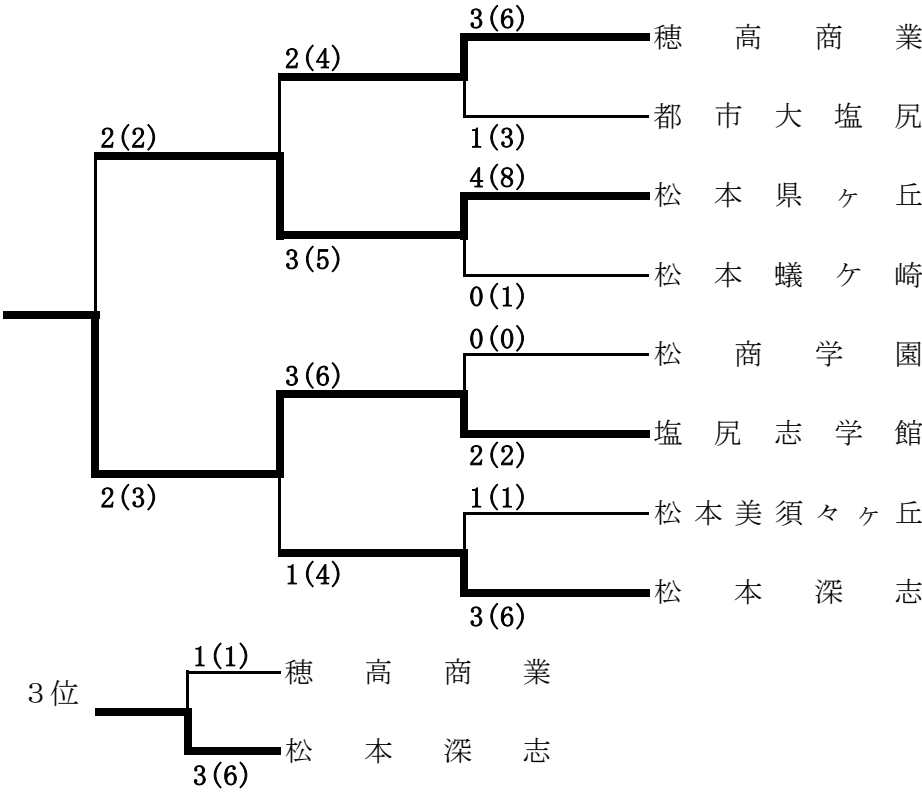 3(6)
穂高商業
2(4)
都市大塩尻
2(2)
1(3)
4(8)
松本県ヶ丘
3(5)
松本蟻ケ崎
0(1)
0(0)
松商学園
3(6)
塩尻志学館
2(2)
2(3)
1(1)
松本美須々ヶ丘
1(4)
松本深志
3(6)
1(1)
穂高商業
3位
松本深志
3(6)